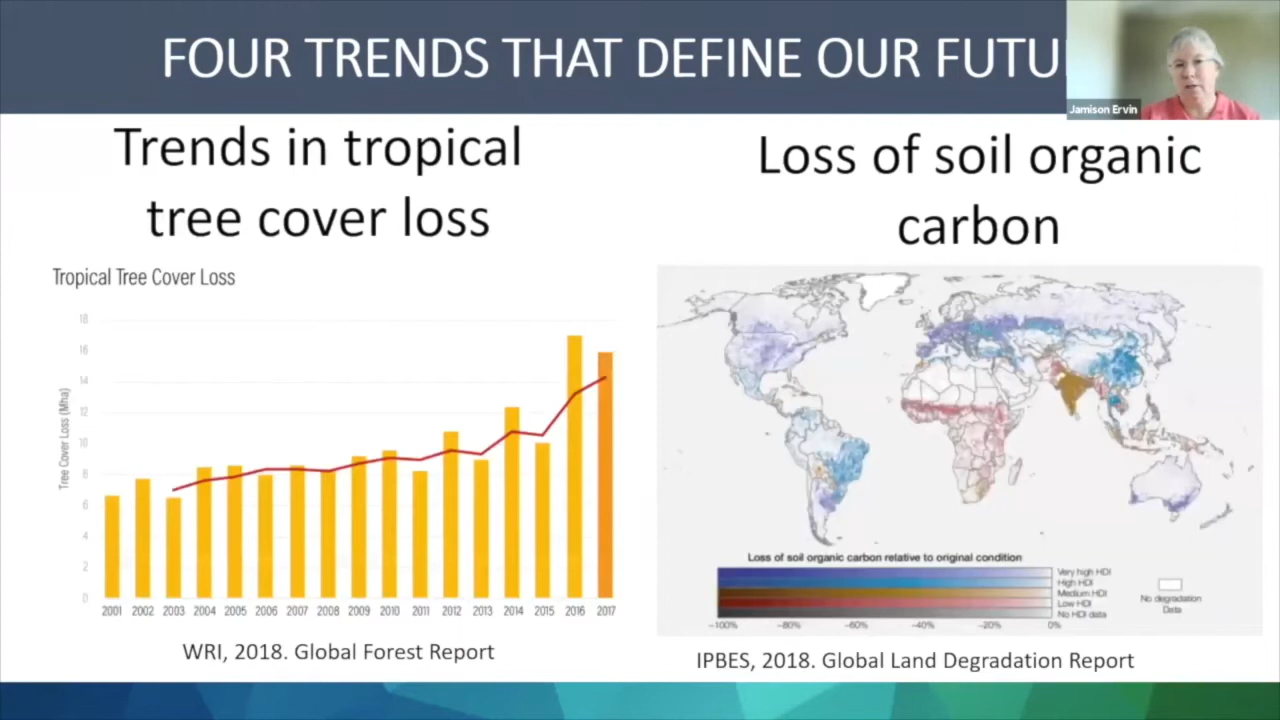 FOUR TRENDS THAT DEFINE OUR FUTU
Jamison Ervin
Trends in tropical
tree cover loss
Tropical Tree Cover Loss
Tree Cover Loss (Mha)
18
16
14
12
10
8
6
4
2
0
2001 2002 2003 2004 2005 2006 2007 2008 2009 2010 2011 2012 2013 2014 2015 2016 2017
WRI, 2018. Global Forest Report
Loss of soil organic
carbon
Loss of soil organic carbon relative to original condition
Very high HDI
High HDI
Medium HDI
Low HDI
No HDI data
-100% -80% -60% -40% -20% 0%
No degradation
Data
IPBES, 2018. Global Land Degradation Report